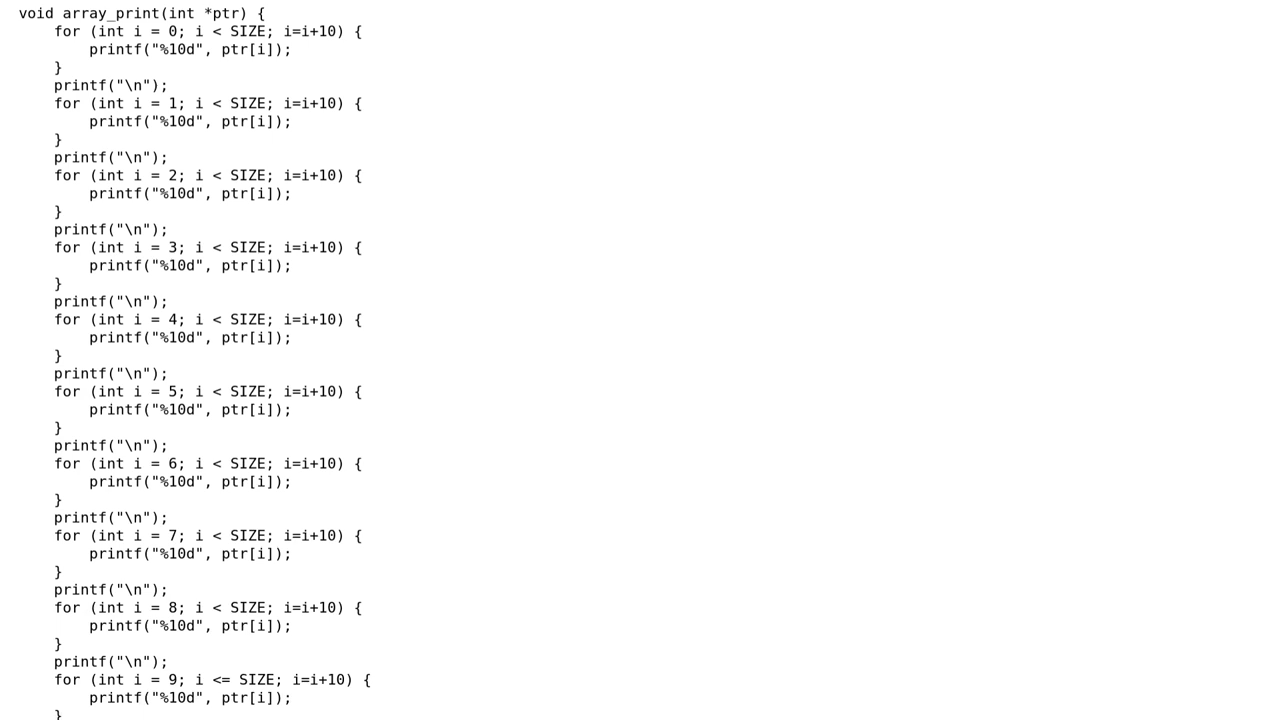 void array_print(int *ptr) {
    for (int i = 0; i < SIZE; i=i+10) {
        printf("%10d", ptr[i]);
    }
    printf("\n");
    for (int i = 1; i < SIZE; i=i+10) {
        printf("%10d", ptr[i]);
    }
    printf("\n");
    for (int i = 2; i < SIZE; i=i+10) {
        printf("%10d", ptr[i]);
    }
    printf("\n");
    for (int i = 3; i < SIZE; i=i+10) {
        printf("%10d", ptr[i]);
    }
    printf("\n");
    for (int i = 4; i < SIZE; i=i+10) {
        printf("%10d", ptr[i]);
    }
    printf("\n");
    for (int i = 5; i < SIZE; i=i+10) {
        printf("%10d", ptr[i]);
    }
    printf("\n");
    for (int i = 6; i < SIZE; i=i+10) {
        printf("%10d", ptr[i]);
    }
    printf("\n");
    for (int i = 7; i < SIZE; i=i+10) {
        printf("%10d", ptr[i]);
    }
    printf("\n");
    for (int i = 8; i < SIZE; i=i+10) {
        printf("%10d", ptr[i]);
    }
    printf("\n");
    for (int i = 9; i <= SIZE; i=i+10) {
        printf("%10d", ptr[i]);
    }